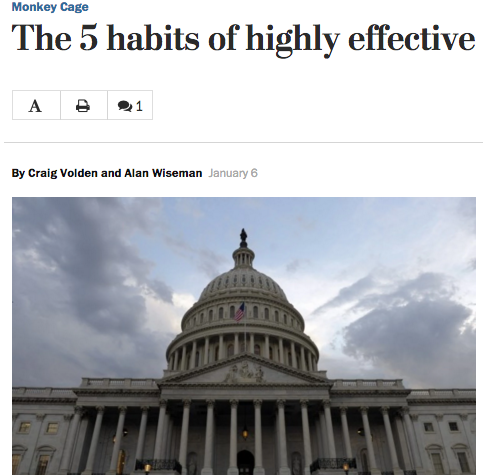 Monkey Cage
The 5 habits of highly effective
A
1
By Craig Volden and Alan Wiseman January 6